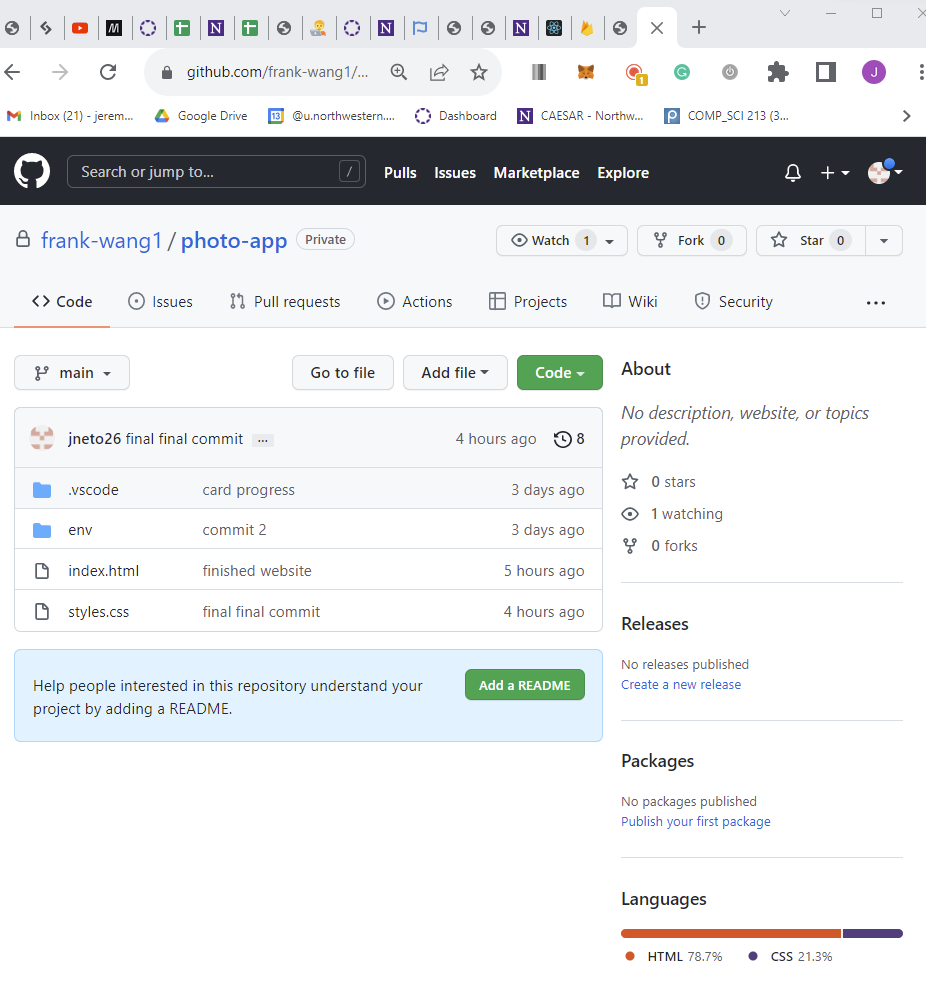 github.com/frank-wang1/...
1
J
Inbox (21) - jerem... Google Drive 13 @u.northwestern.... Dashboard N CAESAR - Northw... COMP_SCI 213 (3...
Search or jump to... / Pulls Issues Marketplace Explore
frank-wang1 / photo-app Private Watch 1 Fork 0 Star 0
Code Issues Pull requests Actions Projects Wiki Security ...
main Go to file Add file Code
jneto26 final final commit ... 4 hours ago 8
.vscode card progress 3 days ago
env commit 2 3 days ago
index.html finished website 5 hours ago
styles.css final final commit 4 hours ago
Help people interested in this repository understand your
project by adding a README.
Add a README
About
No description, website, or topics
provided.
0 stars
1 watching
0 forks
Releases
No releases published
Create a new release
Packages
No packages published
Publish your first package
Languages
HTML 78.7% CSS 21.3%